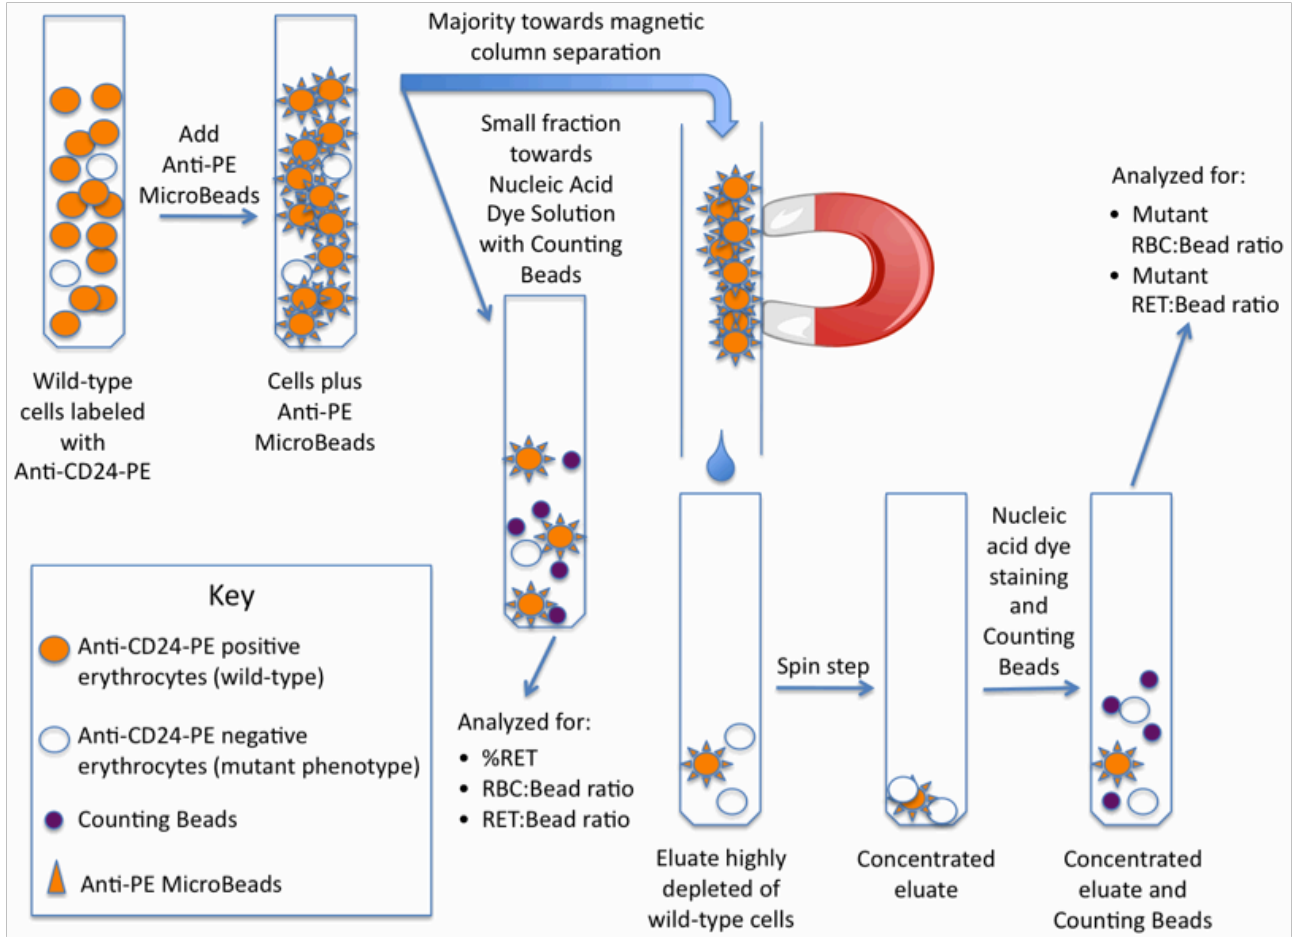 Majority towards magnetic
column separation
Add
Anti-PE
MicroBeads
Small fraction
towards
Nucleic Acid
Dye Solution
with Counting
Beads
Analyzed for:
• Mutant
RBC:Bead ratio
• Mutant
RET:Bead ratio
Wild-type
cells labeled
with
Anti-CD24-PE
Cells plus
Anti-PE
MicroBeads
Key
Anti-CD24-PE positive
erythrocytes (wild-type)
Anti-CD24-PE negative
erythrocytes (mutant phenotype)
Counting Beads
Anti-PE MicroBeads
Analyzed for:
• %RET
• RBC:Bead ratio
• RET:Bead ratio
Spin step
Nucleic
acid dye
staining
and
Counting
Beads
Eluate highly
depleted of
wild-type cells
Concentrated
eluate
Concentrated
eluate and
Counting Beads